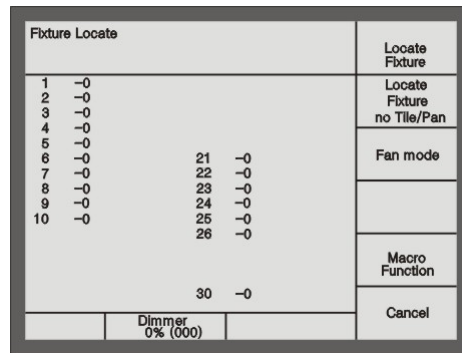 Fixture Locate
1 -0
2 -0
3 -0
4 -0
5 -0
6 -0
7 -0
8 -0
9 -0
10 -0
21 -0
22 -0
23 -0
24 -0
25 -0
26 -0
30 -0
Dimmer
0% (000)
Locate
Fixture
Locate
Fixture
no Tile/Pan
Fan mode
Macro
Function
Cancel